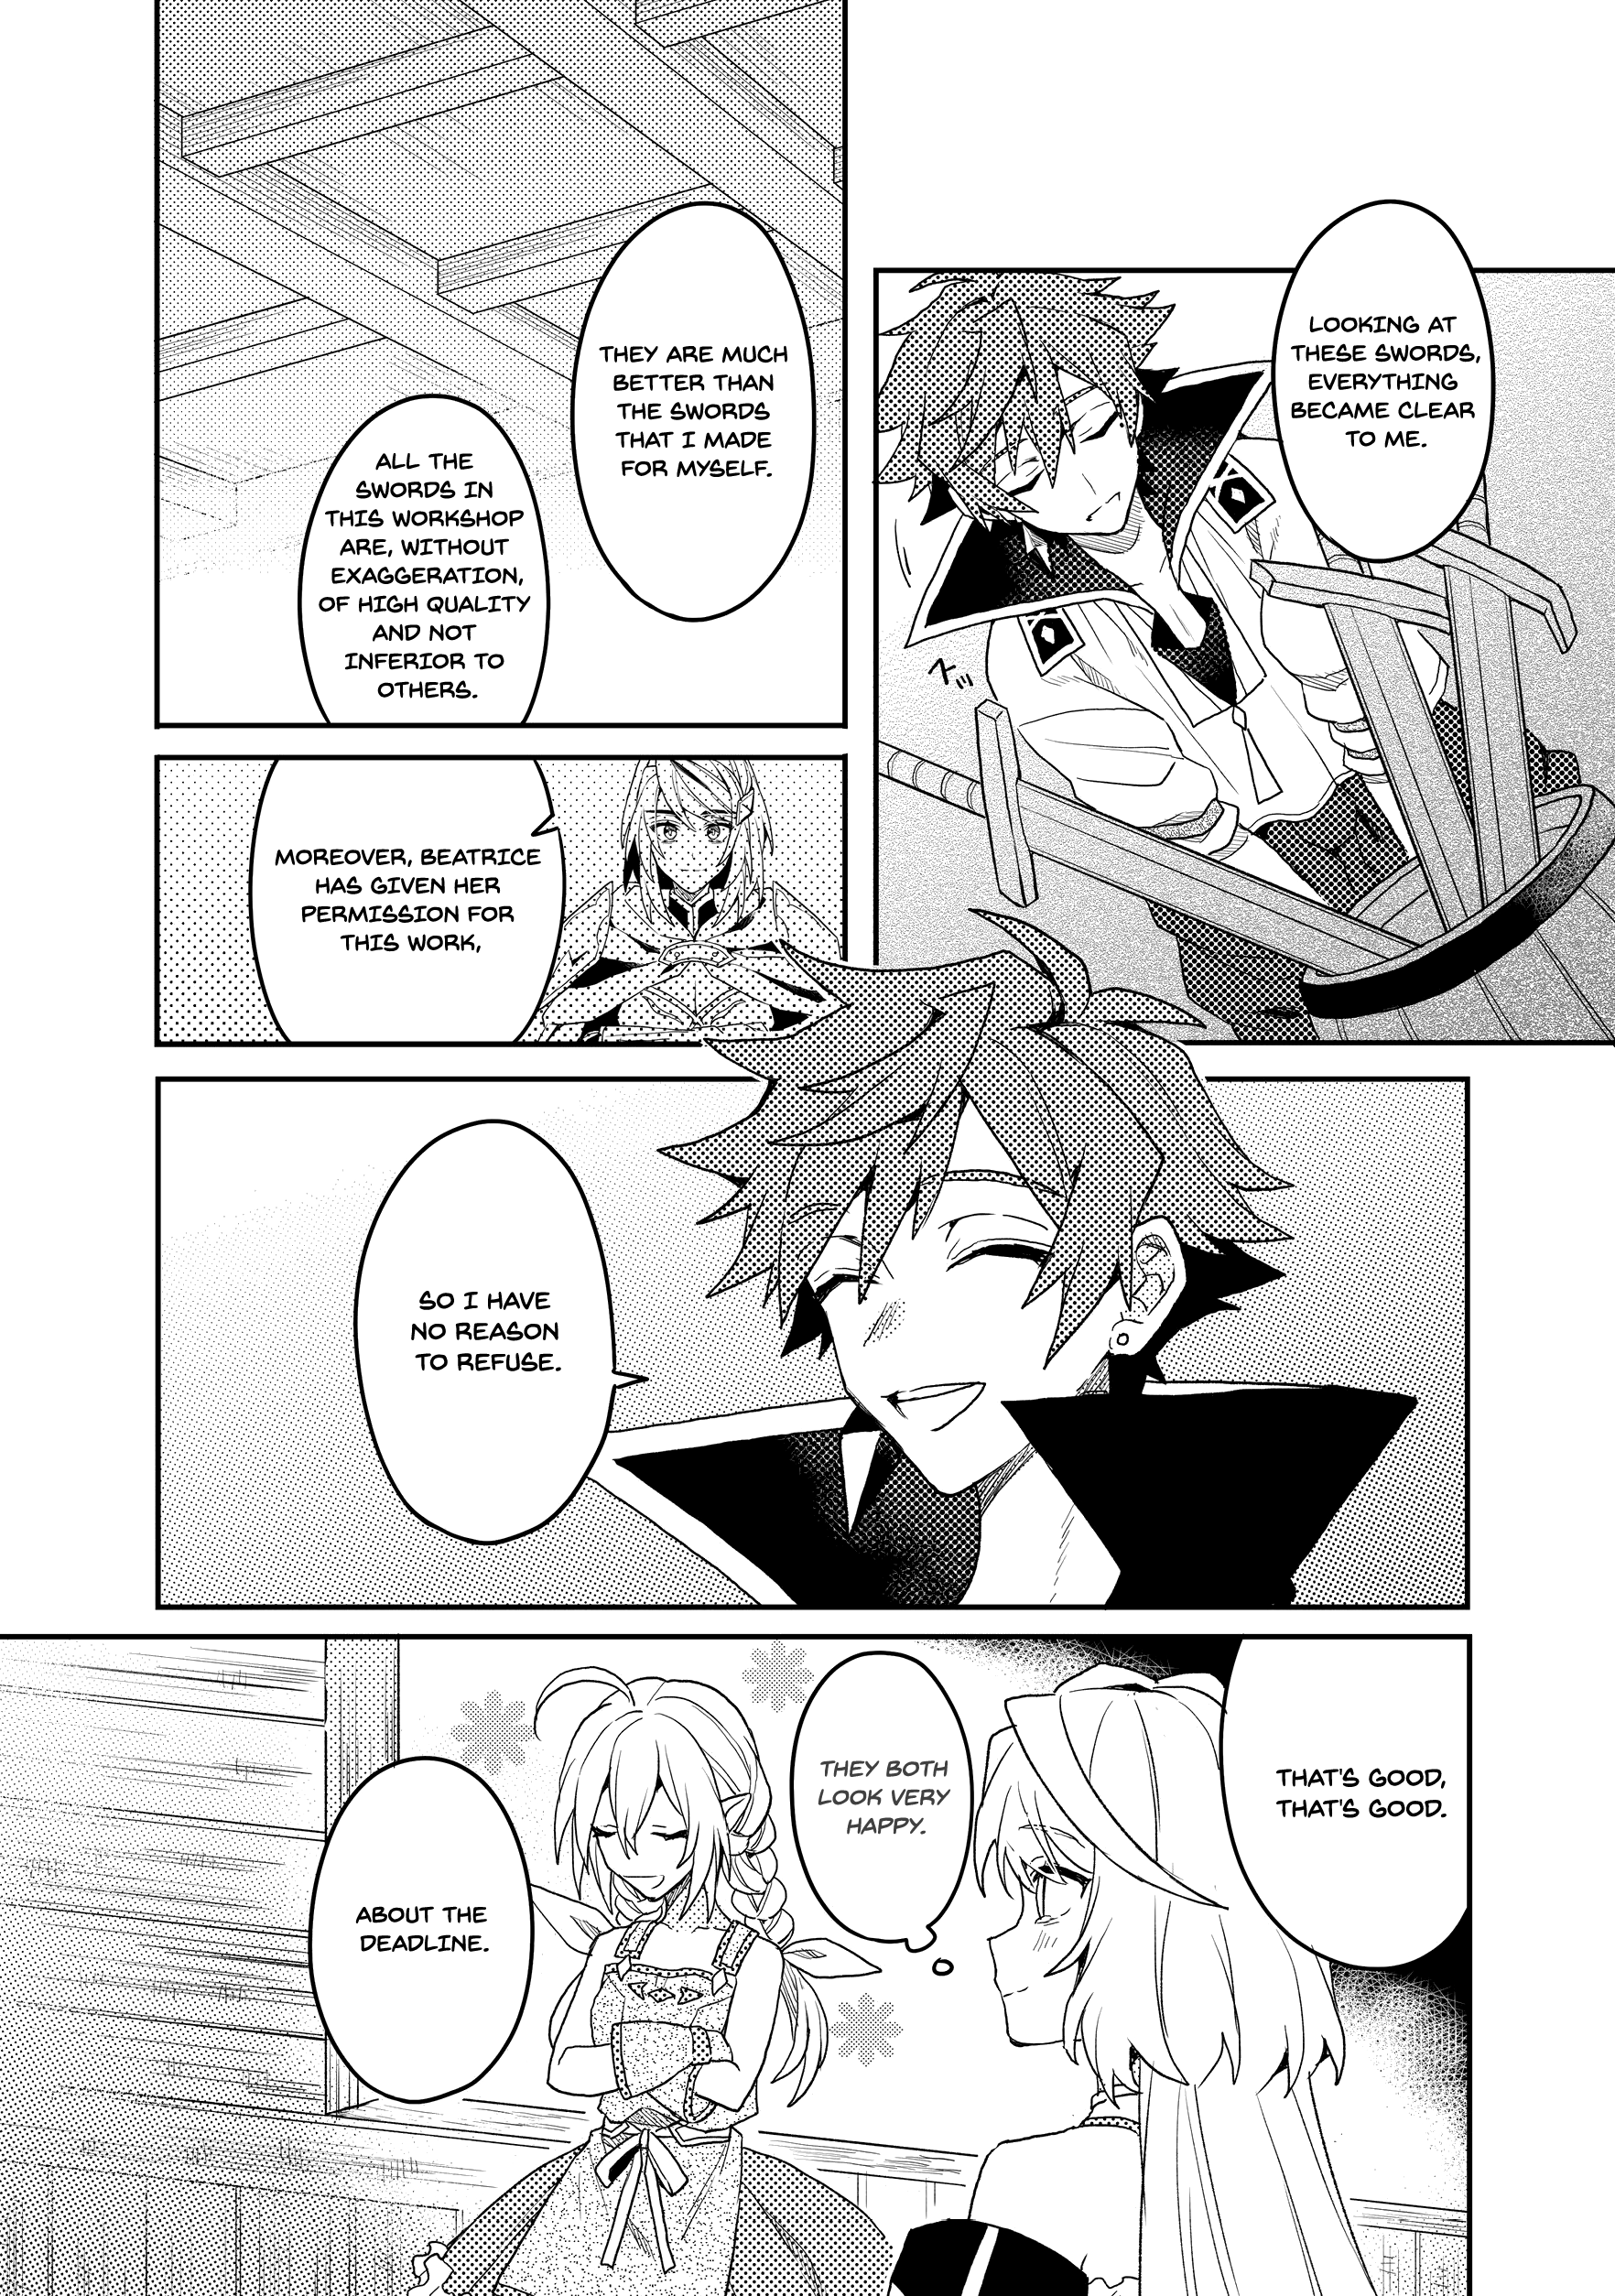 LOOKING AT
THESE SWORDS,
EVERYTHING
BECAME CLEAR
TO ME.
ズッ
THEY ARE MUCH
BETTER THAN
THE SWORDS
THAT I MADE
FOR MYSELF.
ALL THE
SWORDS IN
THIS WORKSHOP
ARE, WITHOUT
EXAGGERATION,
OF HIGH QUALITY
AND NOT
INFERIOR TO
OTHERS.
MOREOVER, BEATRICE
HAS GIVEN HER
PERMISSION FOR
THIS WORK,
SO I HAVE
NO REASON
TO REFUSE.
THAT'S GOOD,
THAT'S GOOD.
THEY BOTH
LOOK VERY
HAPPY.
ABOUT THE
DEADLINE.